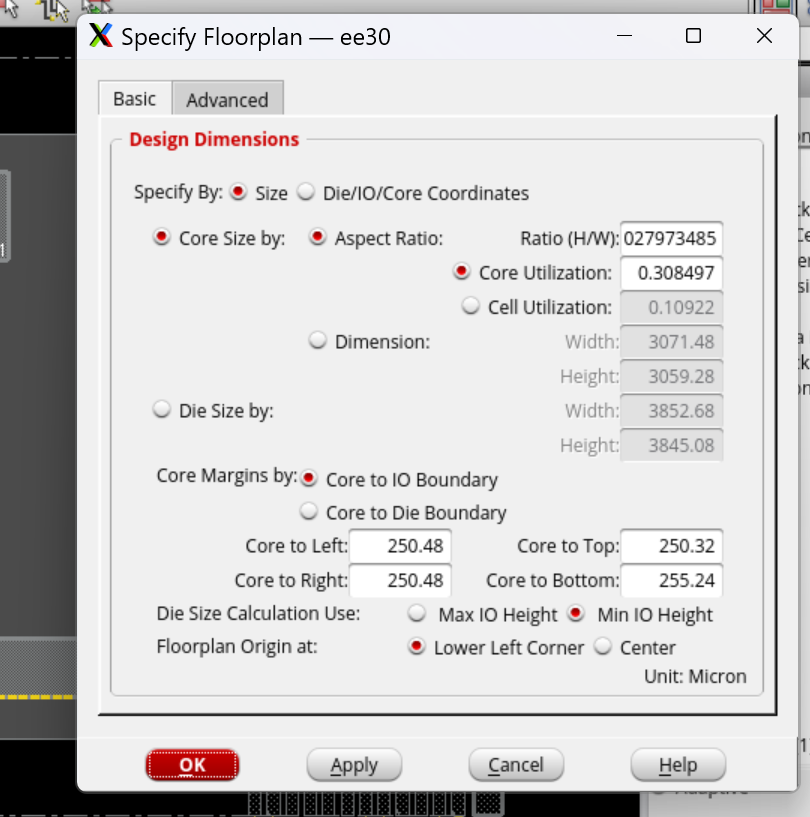 Specify Floorplan — ee30
Basic Advanced
Design Dimensions
Specify By: Size Die/IO/Core Coordinates
Core Size by: Aspect Ratio: Ratio (H/W): 027973485
Core Utilization: 0.308497
Cell Utilization: 0.10922
Dimension: Width: 3071.48
Height: 3059.28
Die Size by: Width: 3852.68
Height: 3845.08
Core Margins by: Core to IO Boundary
Core to Die Boundary
Core to Left: 250.48 Core to Top: 250.32
Core to Right: 250.48 Core to Bottom: 255.24
Die Size Calculation Use: Max IO Height Min IO Height
Floorplan Origin at: Lower Left Corner Center
Unit: Micron
OK Apply Cancel Help